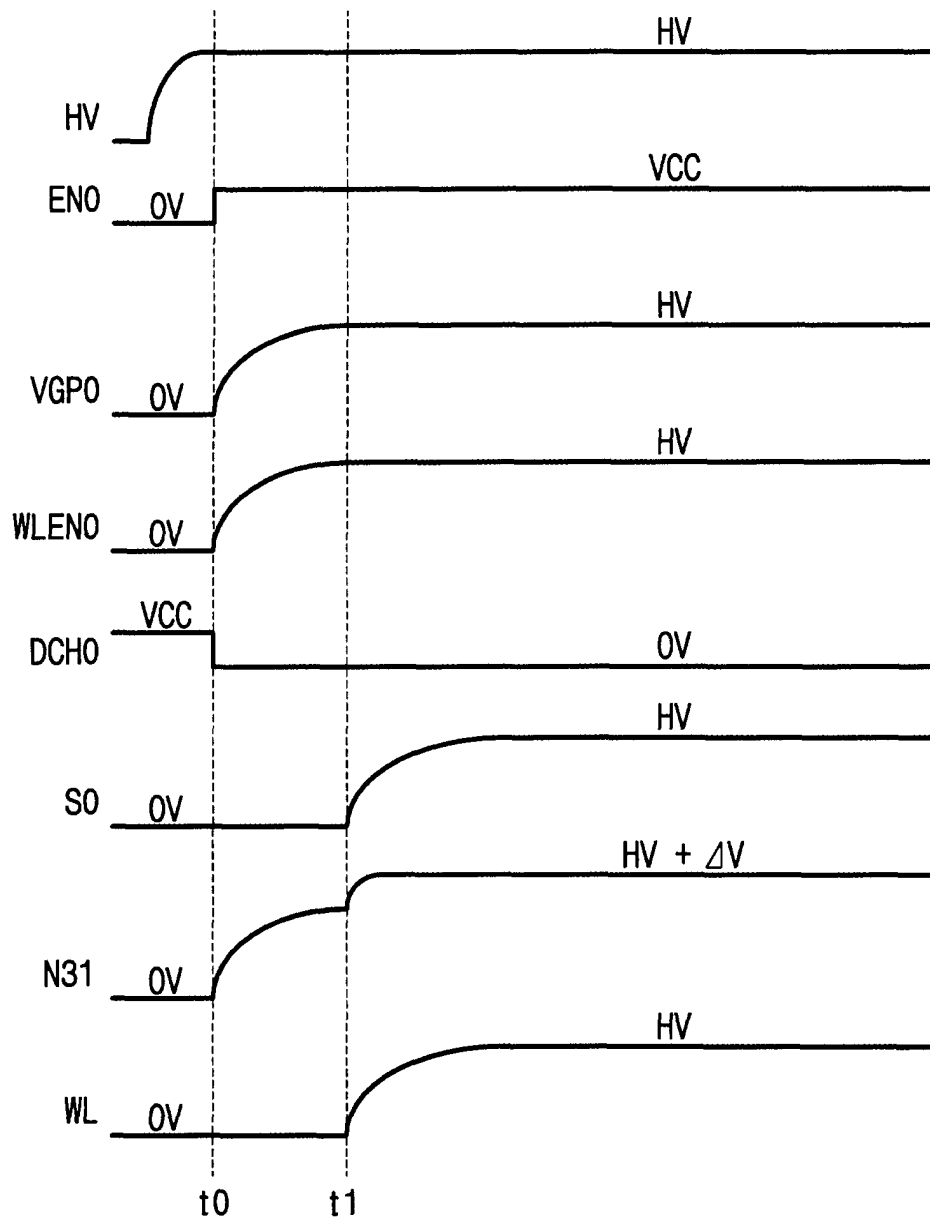 HV
HV
VCC
EN0 0V
HV
VGP0 0V
HV
WLEN0 0V
VCC
DCH0 0V
HV
S0 0V
HV + ΔV
N31 0V
HV
WL 0V
t0 t1